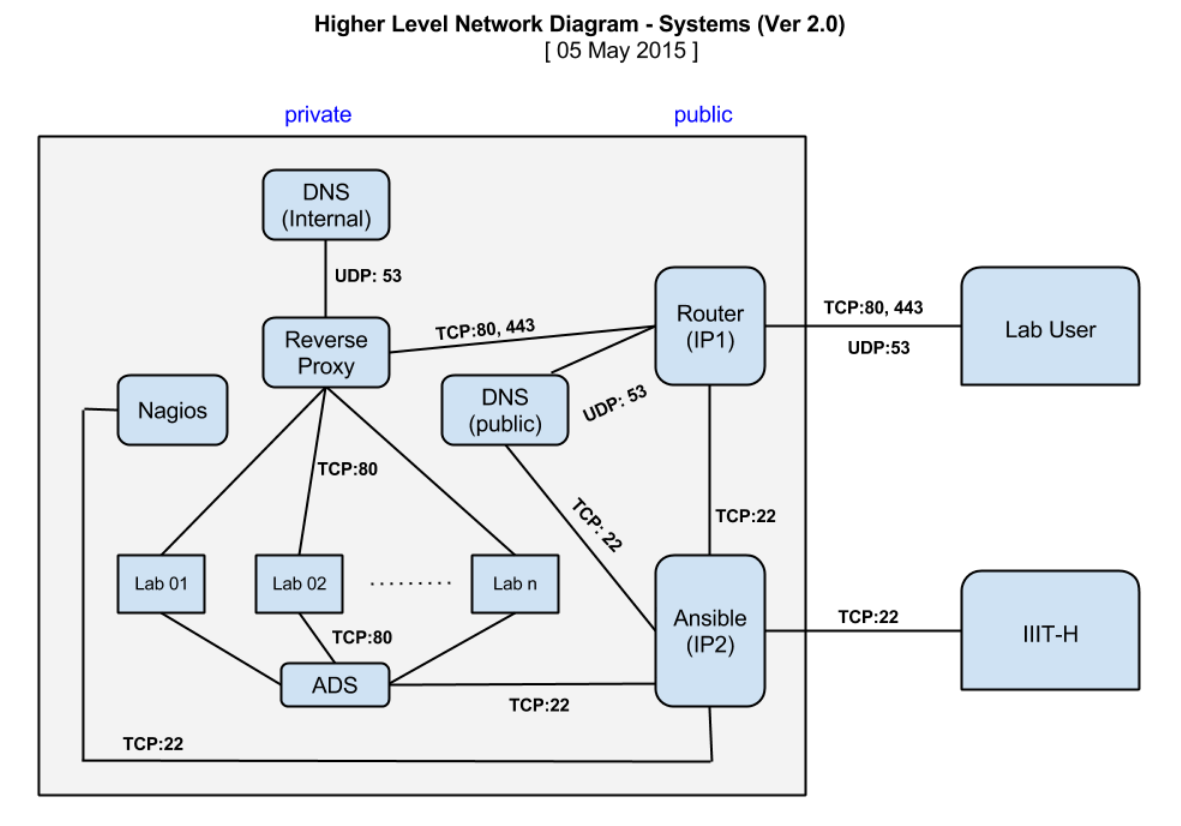 Higher Level Network Diagram - Systems (Ver 2.0)
[ 05 May 2015 ]
private
public
DNS
(Internal)
UDP: 53
Reverse
Proxy
TCP:80, 443
Router
(IP1)
TCP:80, 443
UDP:53
Lab User
Nagios
DNS
(public)
UDP: 53
TCP:80
TCP: 22
TCP:22
Lab 01
Lab 02
.........
Lab n
TCP:80
ADS
TCP:22
Ansible
(IP2)
TCP:22
IIIT-H
TCP:22